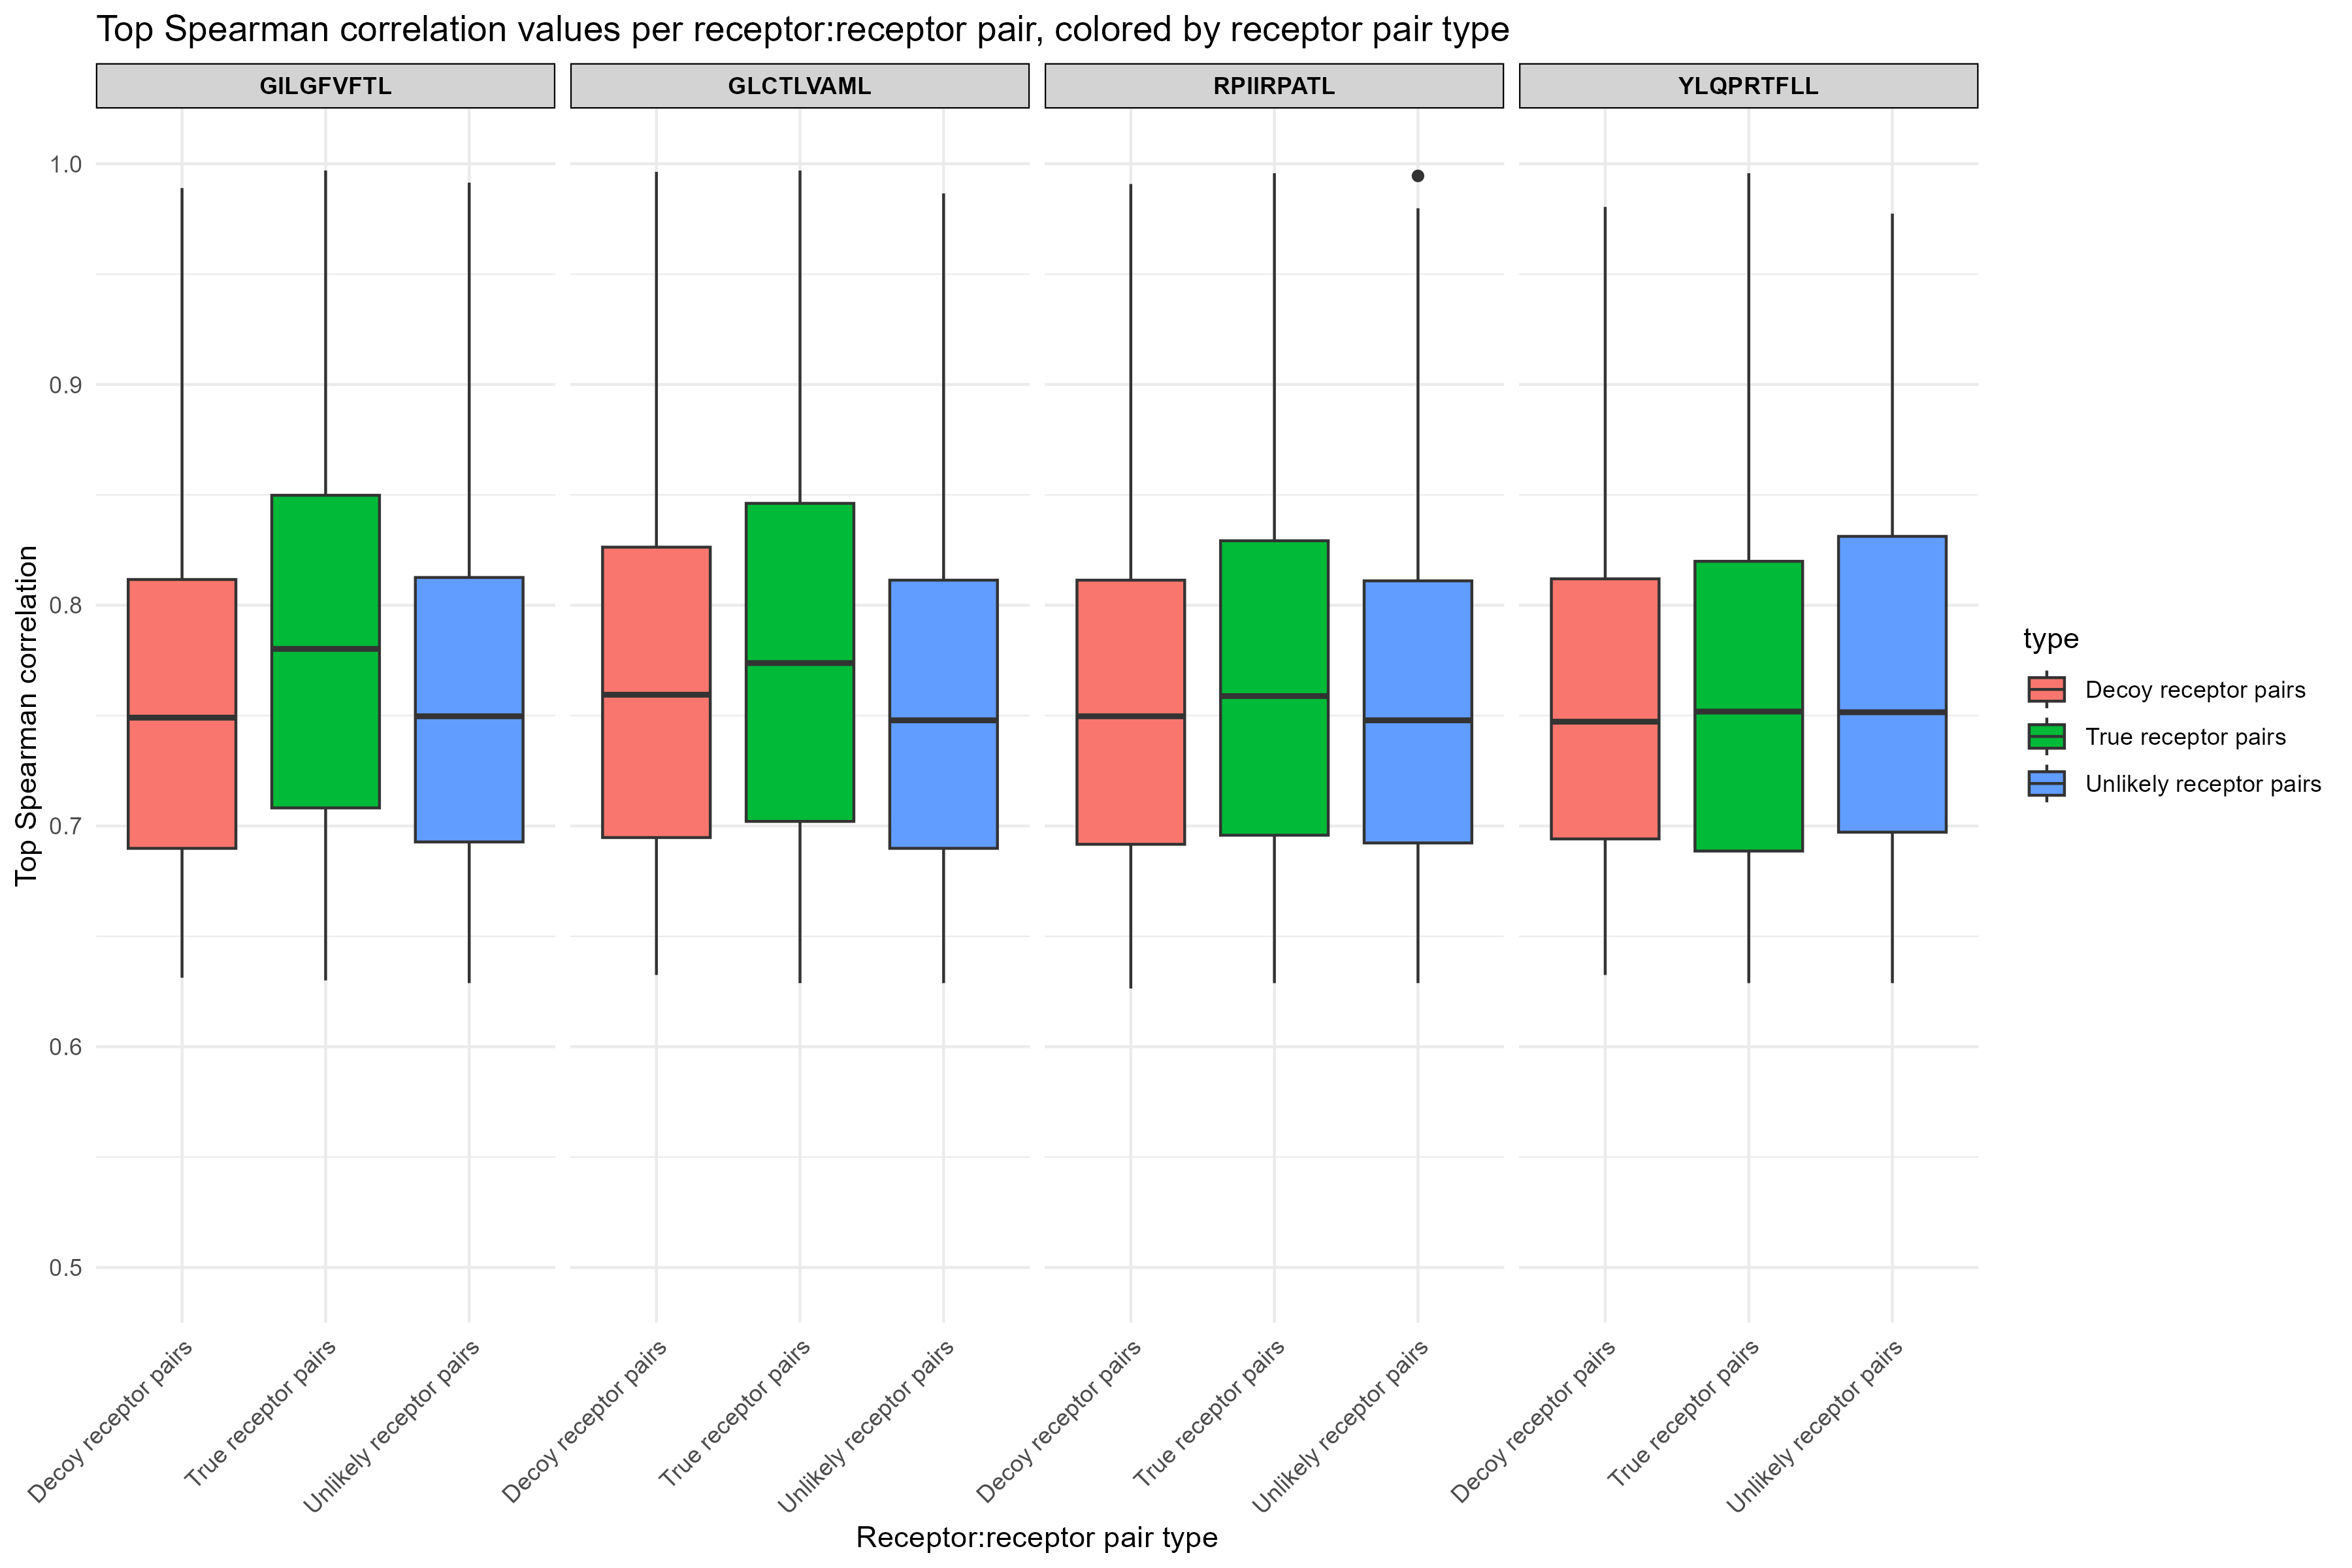 Top Spearman correlation values per receptor:receptor pair, colored by receptor pair type
GILGFVFTL
GLCTLVAML
RPIIRPATL
YLQPRTFLL
Top Spearman correlation
1.0
0.9
0.8
0.7
0.6
0.5
Decoy receptor pairs
True receptor pairs
Unlikely receptor pairs
Decoy receptor pairs
True receptor pairs
Unlikely receptor pairs
Decoy receptor pairs
True receptor pairs
Unlikely receptor pairs
Decoy receptor pairs
True receptor pairs
Unlikely receptor pairs
Receptor:receptor pair type
type
Decoy receptor pairs
True receptor pairs
Unlikely receptor pairs